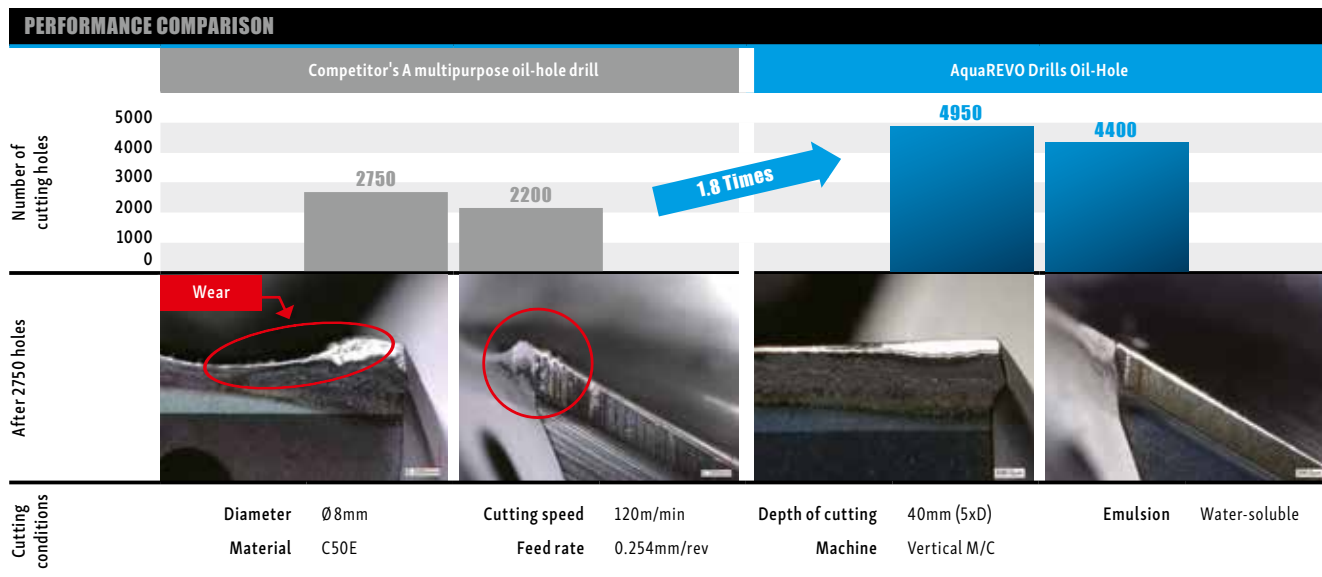 PERFORMANCE COMPARISON
Competitor's A multipurpose oil-hole drill
AquaREVO Drills Oil-Hole
Number of
cutting holes
5000
4000
3000
2000
1000
0
2750
2200
1.8 Times
4950
4400
After 2750 holes
Wear
Cutting
conditions
Diameter Ø8mm
Cutting speed 120m/min
Depth of cutting 40mm (5xD)
Emulsion Water-soluble
Material C50E
Feed rate 0.254mm/rev
Machine Vertical M/C